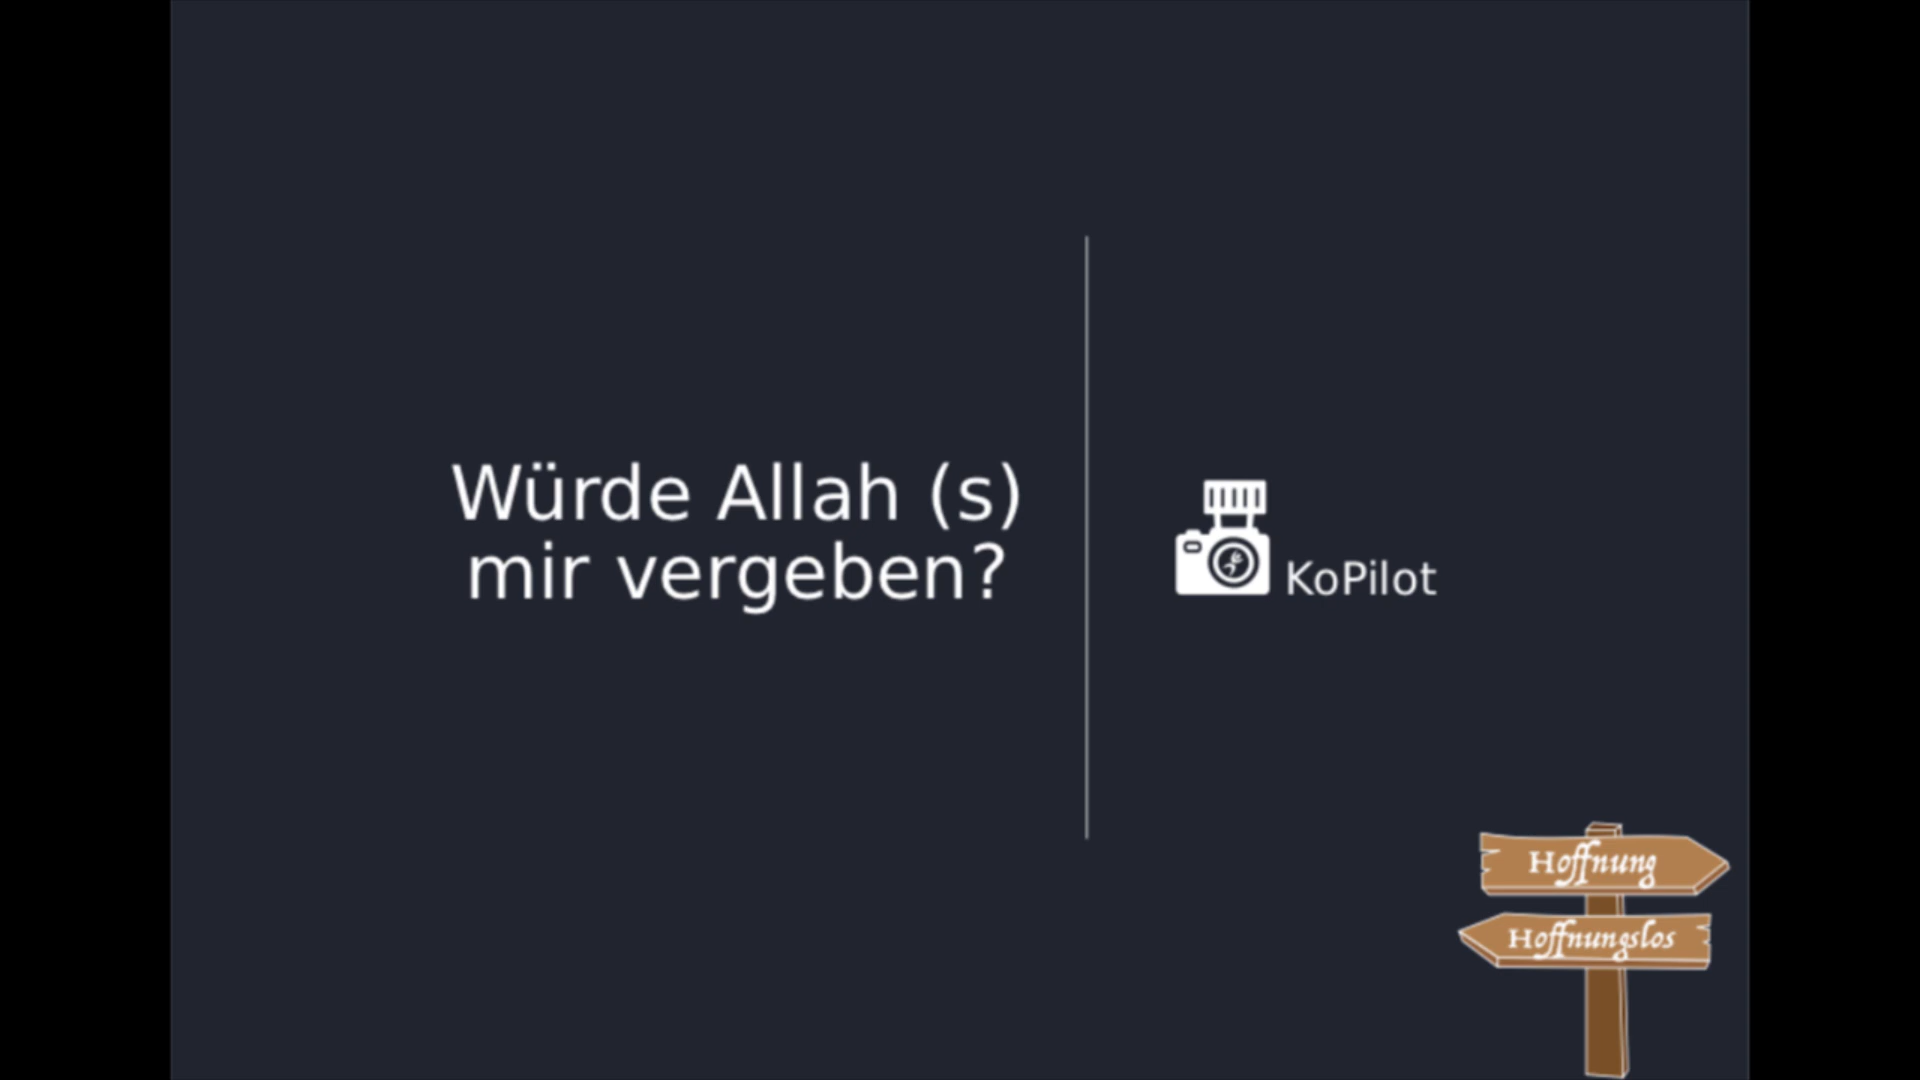 Würde Allah (s)
mir vergeben?
KoPilot
Hoffnung
Hoffnungslos